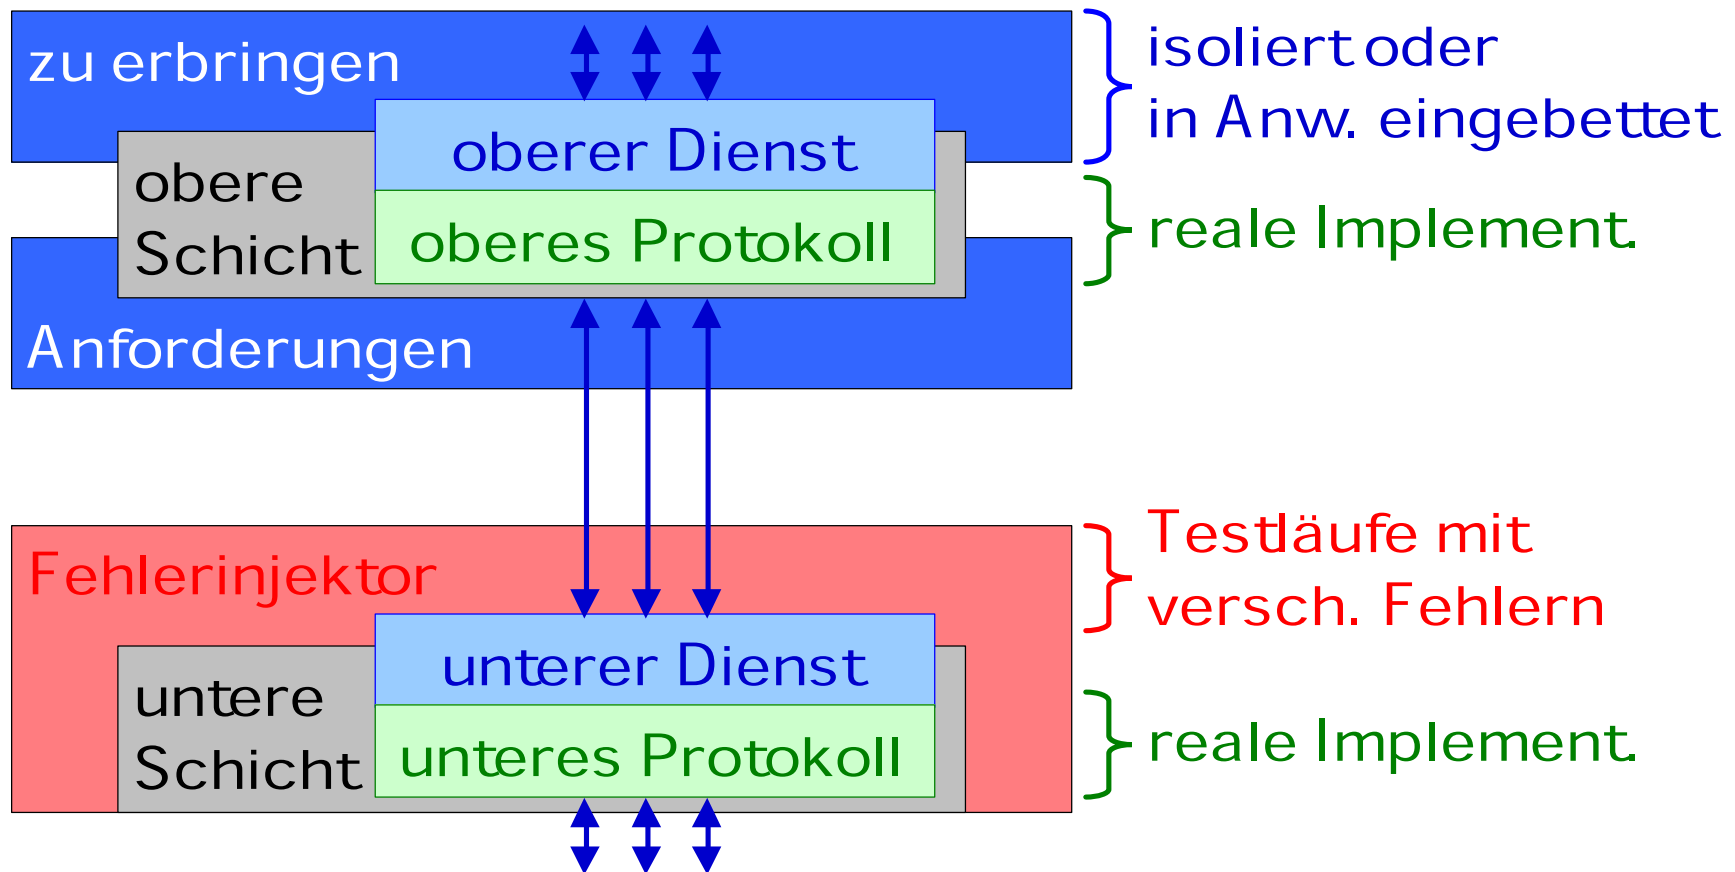 zu erbringen
isoliert oder
in Anw. eingebettet
oberer Dienst
obere
Schicht
oberes Protokoll
reale Implement.
Anforderungen
Fehlerinjektor
Testläufe mit
versch. Fehlern
unterer Dienst
untere
Schicht
unteres Protokoll
reale Implement.